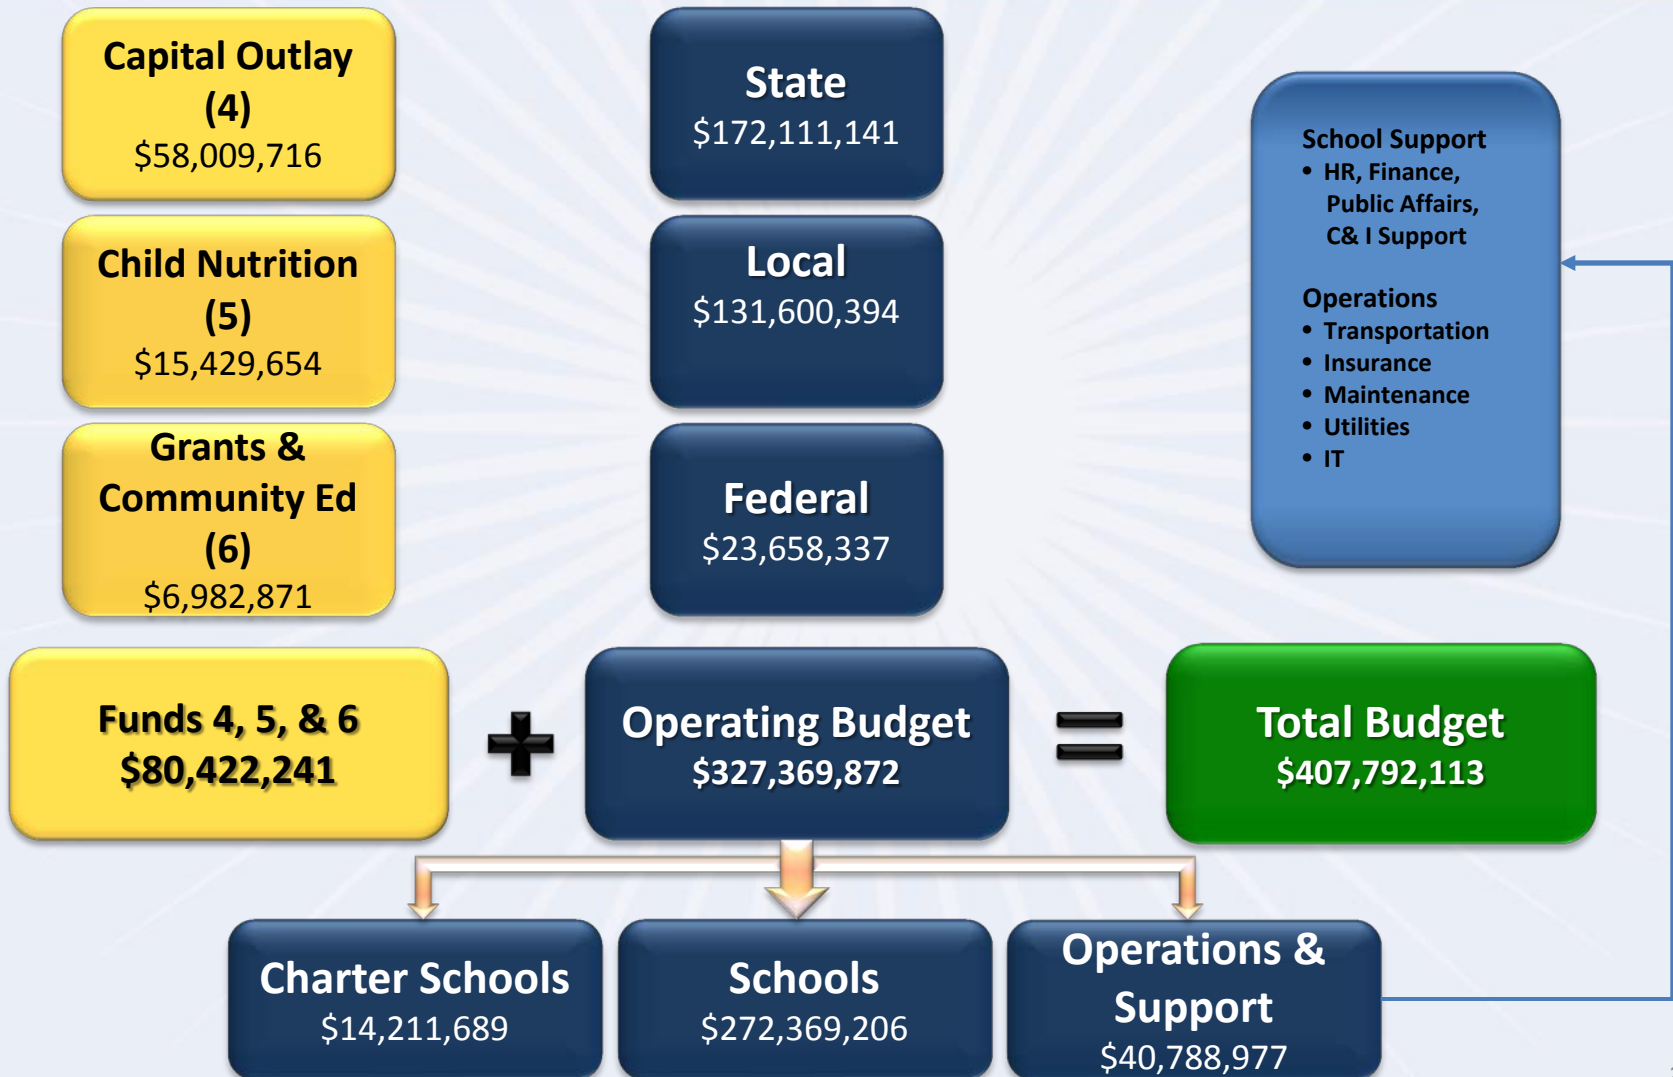 Capital Outlay
(4)
$58,009,716
Child Nutrition
(5)
$15,429,654
Grants &
Community Ed
(6)
$6,982,871
State
$172,111,141
Local
$131,600,394
Federal
$23,658,337
School Support
• HR, Finance,
Public Affairs,
C& I Support
Operations
• Transportation
• Insurance
• Maintenance
• Utilities
• IT
Funds 4, 5, & 6
$80,422,241
Operating Budget
$327,369,872
Total Budget
$407,792,113
Charter Schools
$14,211,689
Schools
$272,369,206
Operations &
Support
$40,788,977